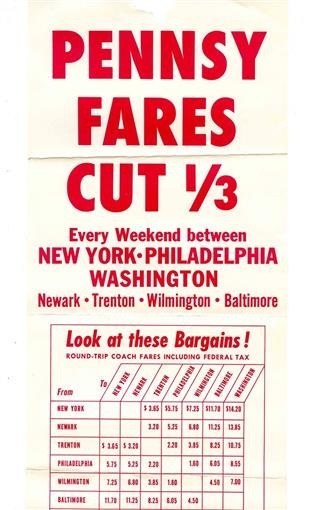 PENNSY
FARES
CUT 1/3
Every Weekend between
NEW YORK • PHILADELPHIA
WASHINGTON
Newark • Trenton • Wilmington • Baltimore
Look at these Bargains!
ROUND-TRIP COACH FARES INCLUDING FEDERAL TAX
From To NEW YORK NEWARK TRENTON PHILADELPHIA WILMINGTON BALTIMORE WASHINGTON
NEW YORK $ 3.65 $5.75 $7.25 $11.70 $14.20
NEWARK 3.20 5.25 6.80 11.25 13.85
TRENTON $ 3.65 $ 3.20 2.20 3.85 8.25 10.75
PHILADELPHIA 5.75 5.25 2.20 1.60 6.05 8.55
WILMINGTON 7.25 6.80 3.85 1.60 4.50 7.00
BALTIMORE 11.70 11.25 8.25 6.05 4.50